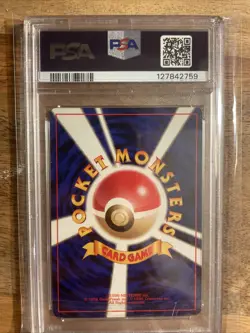 PSA
PSA
127842759
POCKET MONSTERS
CARD GAME